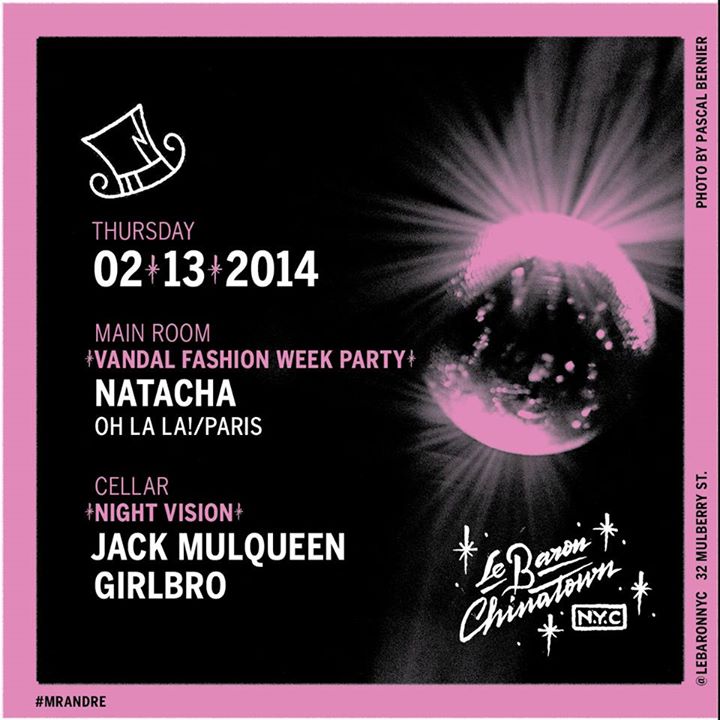 THURSDAY
02*13*2014
MAIN ROOM
*VANDAL FASHION WEEK PARTY*
NATACHA
OH LA LA!/PARIS
CELLAR
*NIGHT VISION*
JACK MULQUEEN
GIRLBRO
Le Baron
Chinatown
N.Y.C
PHOTO BY PASCAL BERNIER
@LEBARONNYC 32 MULBERRY ST.
#MRANDRE